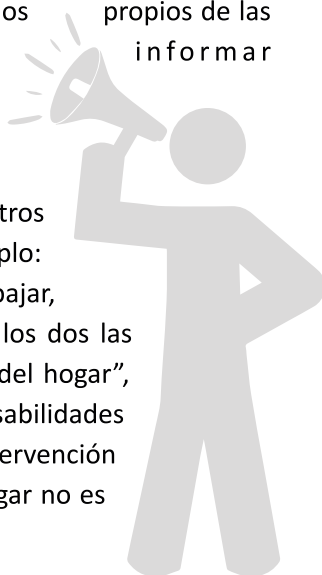 os propios de las
informar
tros
plo:
bajar,
los dos las
del hogar”,
sabilidades
ervención
gar no es